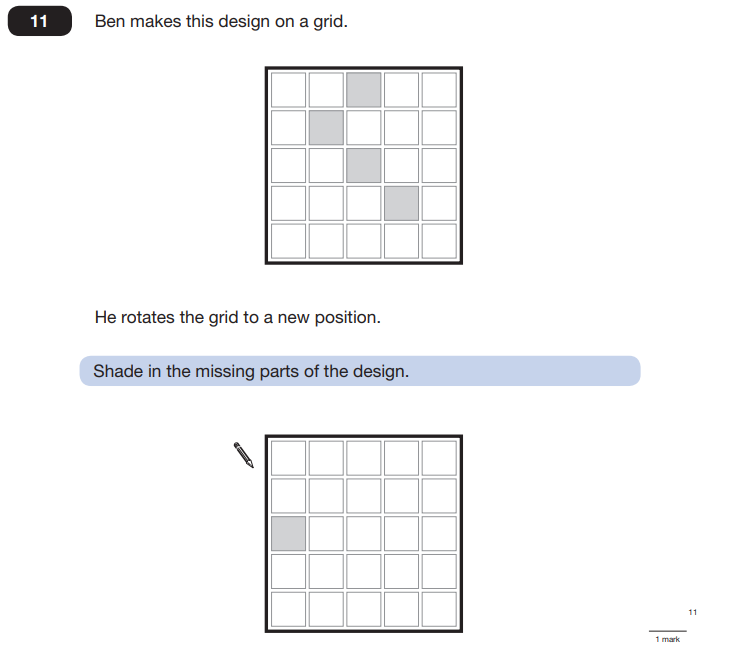 11 Ben makes this design on a grid.
He rotates the grid to a new position.
Shade in the missing parts of the design.
11
1 mark